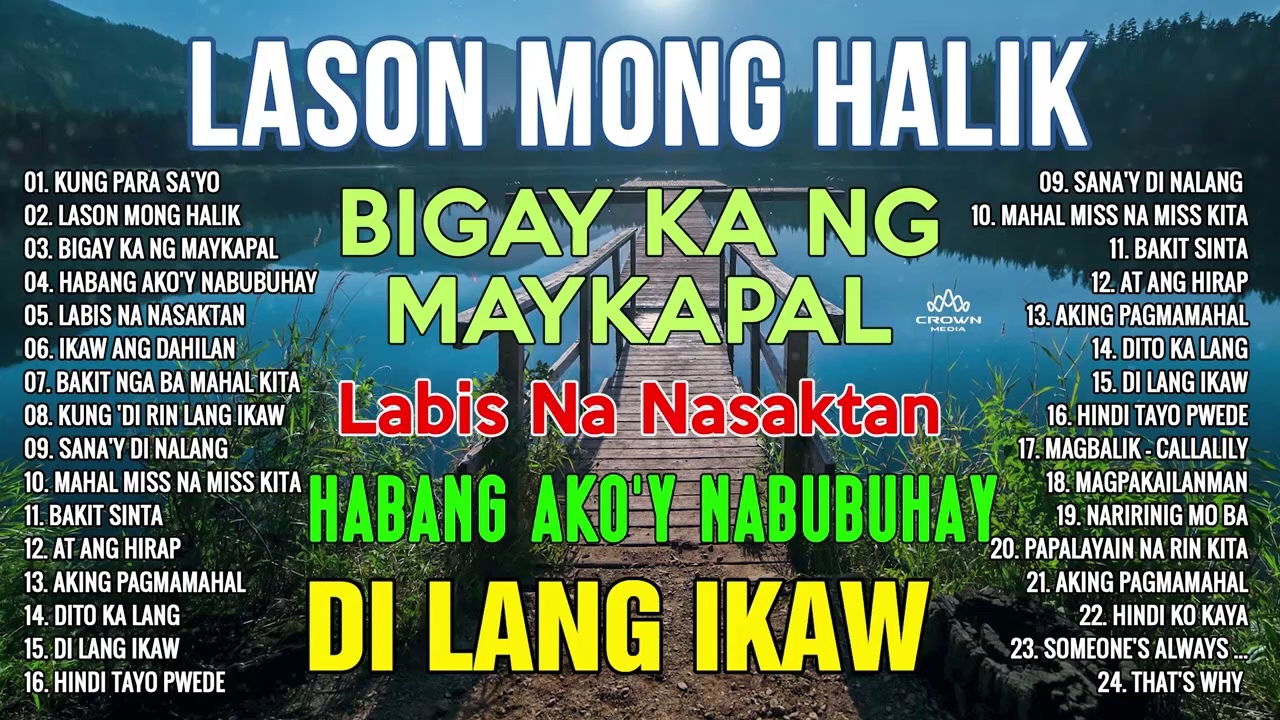 LASON MONG HALIK
01. KUNG PARA SA'YO
02. LASON MONG HALIK
03. BIGAY KA NG MAYKAPAL
04. HABANG AKO'Y NABUBUHAY
05. LABIS NA NASAKTAN
06. IKAW ANG DAHILAN
07. BAKIT NGA BA MAHAL KITA
08. KUNG 'DI RIN LANG IKAW
09. SANA'Y DI NALANG
10. MAHAL MISS NA MISS KITA
11. BAKIT SINTA
12. AT ANG HIRAP
13. AKING PAGMAMAHAL
14. DITO KA LANG
15. DI LANG IKAW
16. HINDI TAYO PWEDE
BIGAY KA NG
MAYKAPAL
CROWN
MEDIA
Labis Na Nasaktan
HABANG AKO'Y NABUBUHAY
DI LANG IKAW
09. SANA'Y DI NALANG
10. MAHAL MISS NA MISS KITA
11. BAKIT SINTA
12. AT ANG HIRAP
13. AKING PAGMAMAHAL
14. DITO KA LANG
15. DI LANG IKAW
16. HINDI TAYO PWEDE
17. MAGBALIK - CALLALILY
18. MAGPAKAILANMAN
19. NARIRINIG MO BA
20. PAPALAYAIN NA RIN KITA
21. AKING PAGMAMAHAL
22. HINDI KO KAYA
23. SOMEONE'S ALWAYS ...
24. THAT'S WHY